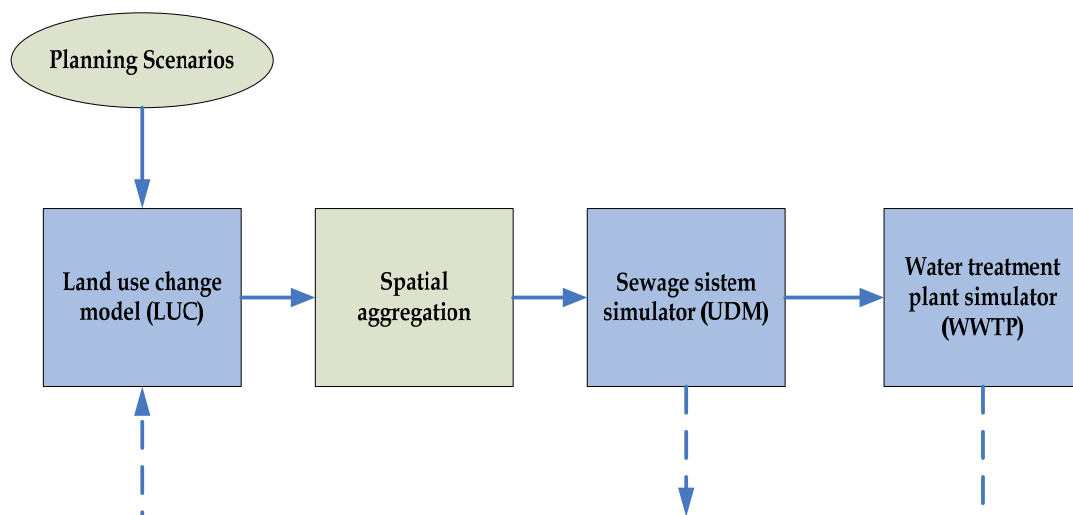 Planning Scenarios
Land use change
model (LUC)
Spatial
aggregation
Sewage sistem
simulator (UDM)
Water treatment
plant simulator
(WWTP)